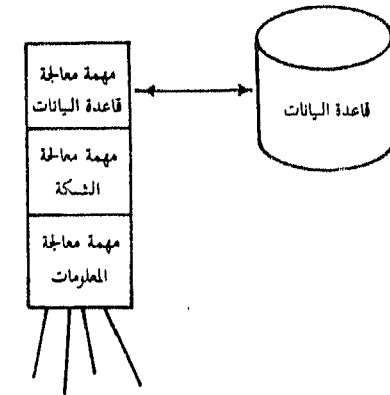 مهمة معالجة
قاعدة البيانات
قاعدة البيانات
مهمة معالجة
الشبكة
مهمة معالجة
المعلومات